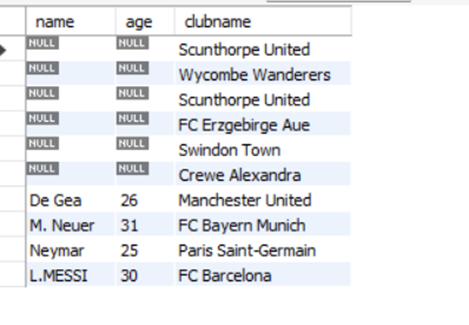 name age clubname
NULL NULL Scunthorpe United
NULL NULL Wycombe Wanderers
NULL NULL Scunthorpe United
NULL NULL FC Erzgebirge Aue
NULL NULL Swindon Town
NULL NULL Crewe Alexandra
De Gea 26 Manchester United
M. Neuer 31 FC Bayern Munich
Neymar 25 Paris Saint-Germain
L.MESSI 30 FC Barcelona